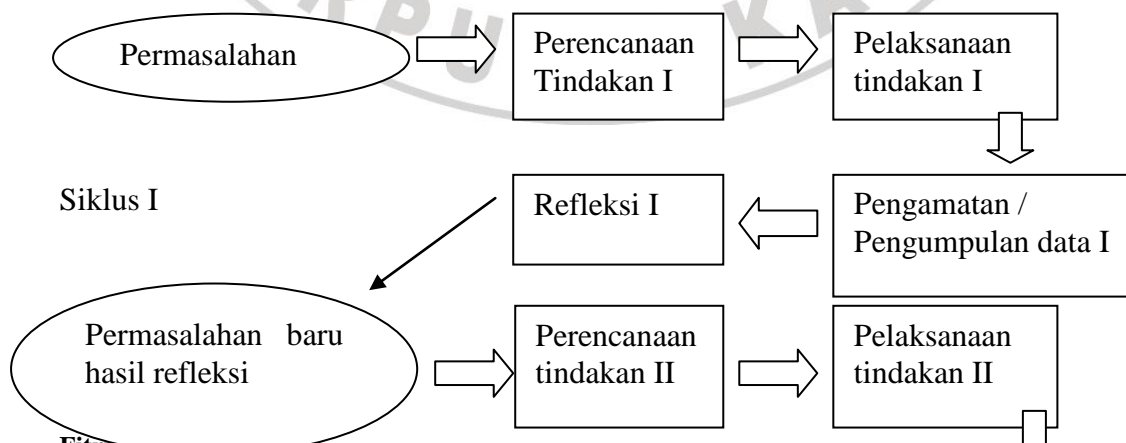 Permasalahan
Perencanaan
Tindakan I
Pelaksanaan
tindakan I
Siklus I
Refleksi I
Pengamatan /
Pengumpulan data I
Permasalahan baru
hasil refleksi
Perencanaan
tindakan II
Pelaksanaan
tindakan II